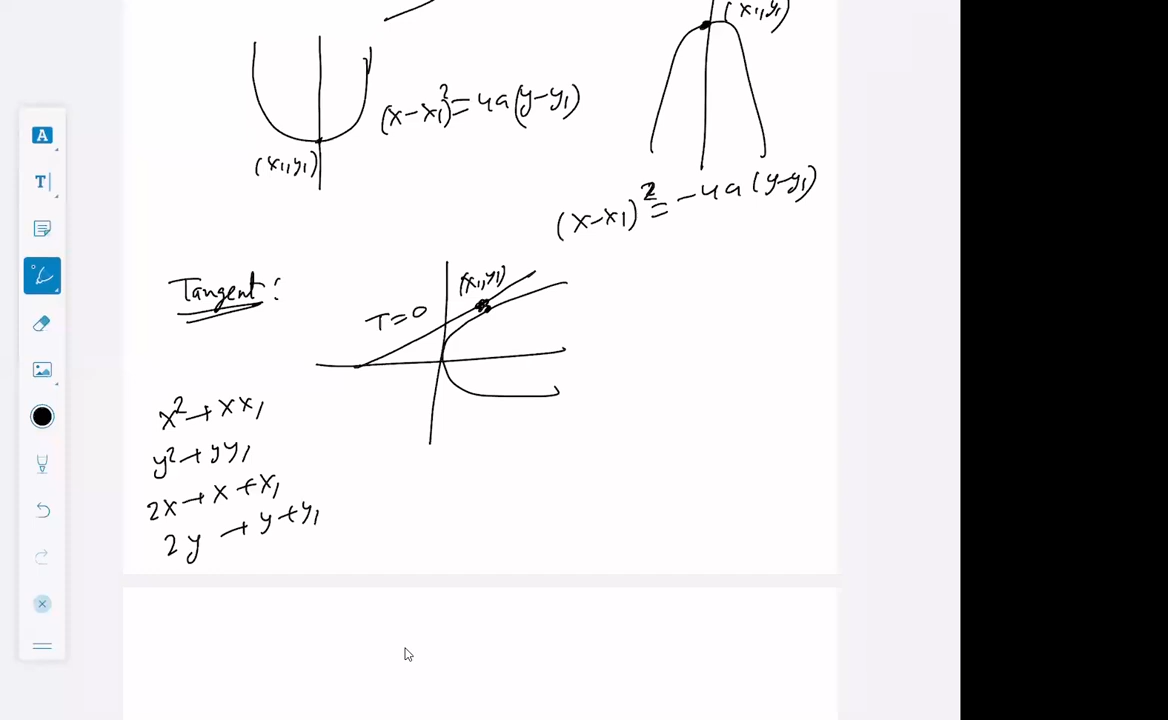 (x₁,y₁)
(x-x₁)²=4a(y-y₁)
(x₁,y₁)
(x-x₁)²=-4a(y-y₁)
Tangent:
(x₁,y₁)
T=0
x²→xx₁
y²→yy₁
2x→x+x₁
2y→y+y₁
A
T